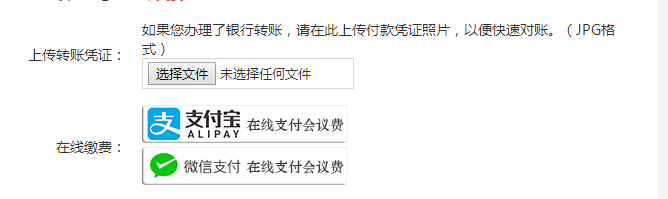 如果您办理了银行转账，请在此上传付款凭证照片，以便快速对账。（JPG格
式）
上传转账凭证：
选择文件 未选择任何文件
支付宝
ALIPAY 在线支付会议费
在线缴费：
微信支付 在线支付会议费